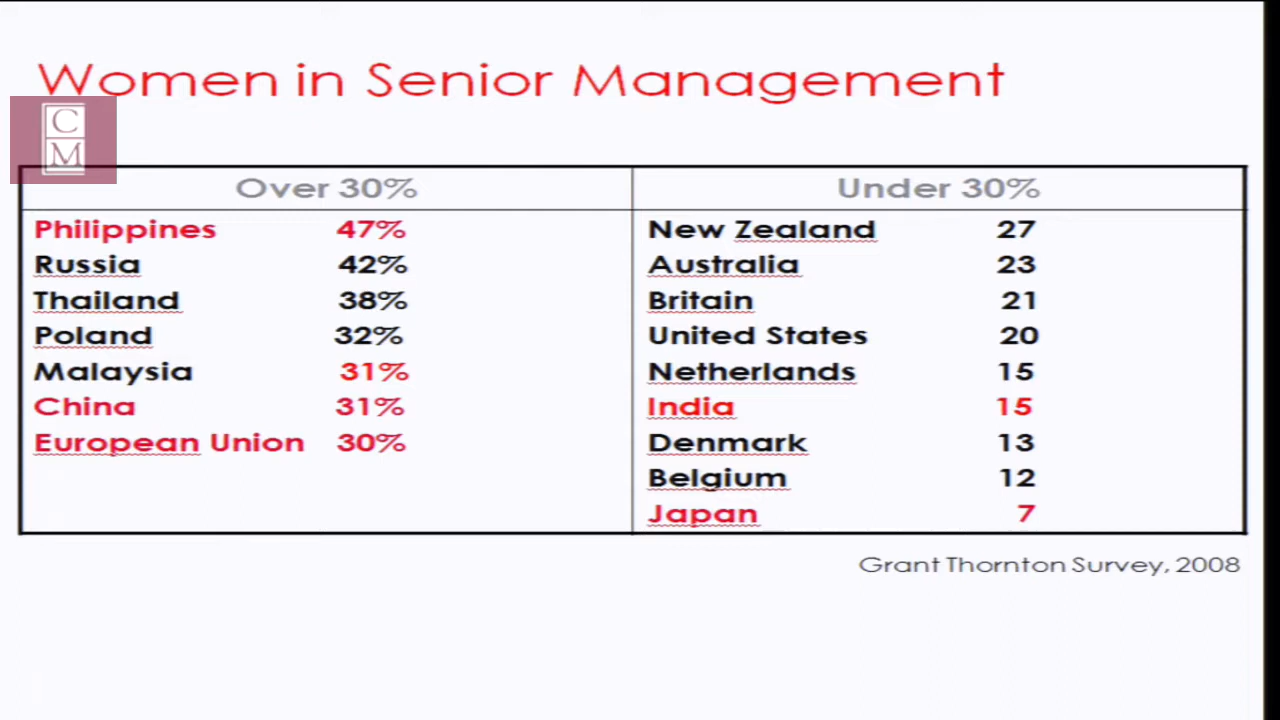 Women in Senior Management
C
M
Over 30% Under 30%
Philippines 47% New Zealand 27
Russia 42% Australia 23
Thailand 38% Britain 21
Poland 32% United States 20
Malaysia 31% Netherlands 15
China 31% India 15
European Union 30% Denmark 13
Belgium 12
Japan 7
Grant Thornton Survey, 2008